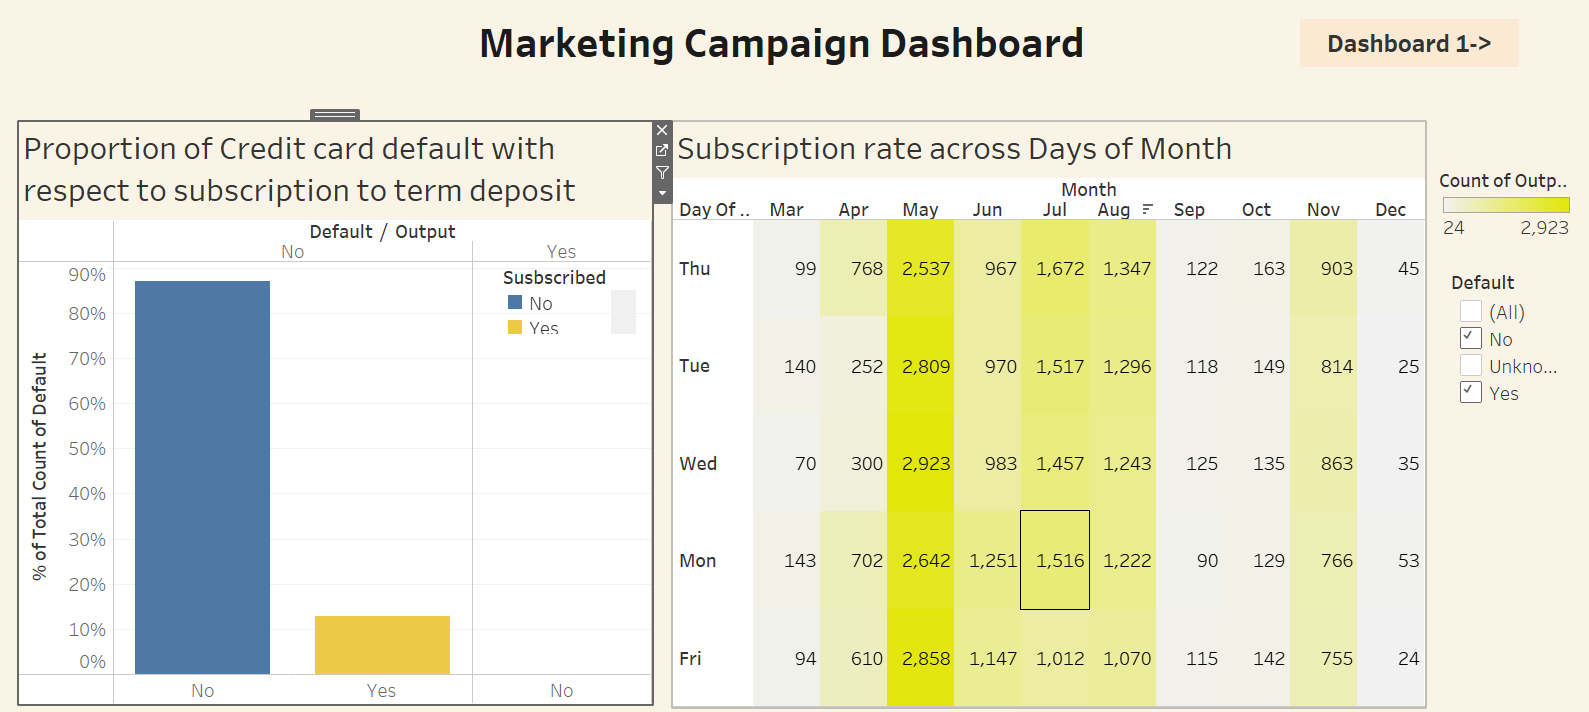 Marketing Campaign Dashboard
Dashboard 1->
Proportion of Credit card default with
respect to subscription to term deposit
Default / Output
No Yes
Susbscribed
No
Yes
% of Total Count of Default
90%
80%
70%
60%
50%
40%
30%
20%
10%
0%
No Yes No
Subscription rate across Days of Month
Month
Day Of .. Mar Apr May Jun Jul Aug Sep Oct Nov Dec
Thu 99 768 2,537 967 1,672 1,347 122 163 903 45
Tue 140 252 2,809 970 1,517 1,296 118 149 814 25
Wed 70 300 2,923 983 1,457 1,243 125 135 863 35
Mon 143 702 2,642 1,251 1,516 1,222 90 129 766 53
Fri 94 610 2,858 1,147 1,012 1,070 115 142 755 24
Count of Outp..
24 2,923
Default
(All)
No
Unkno...
Yes